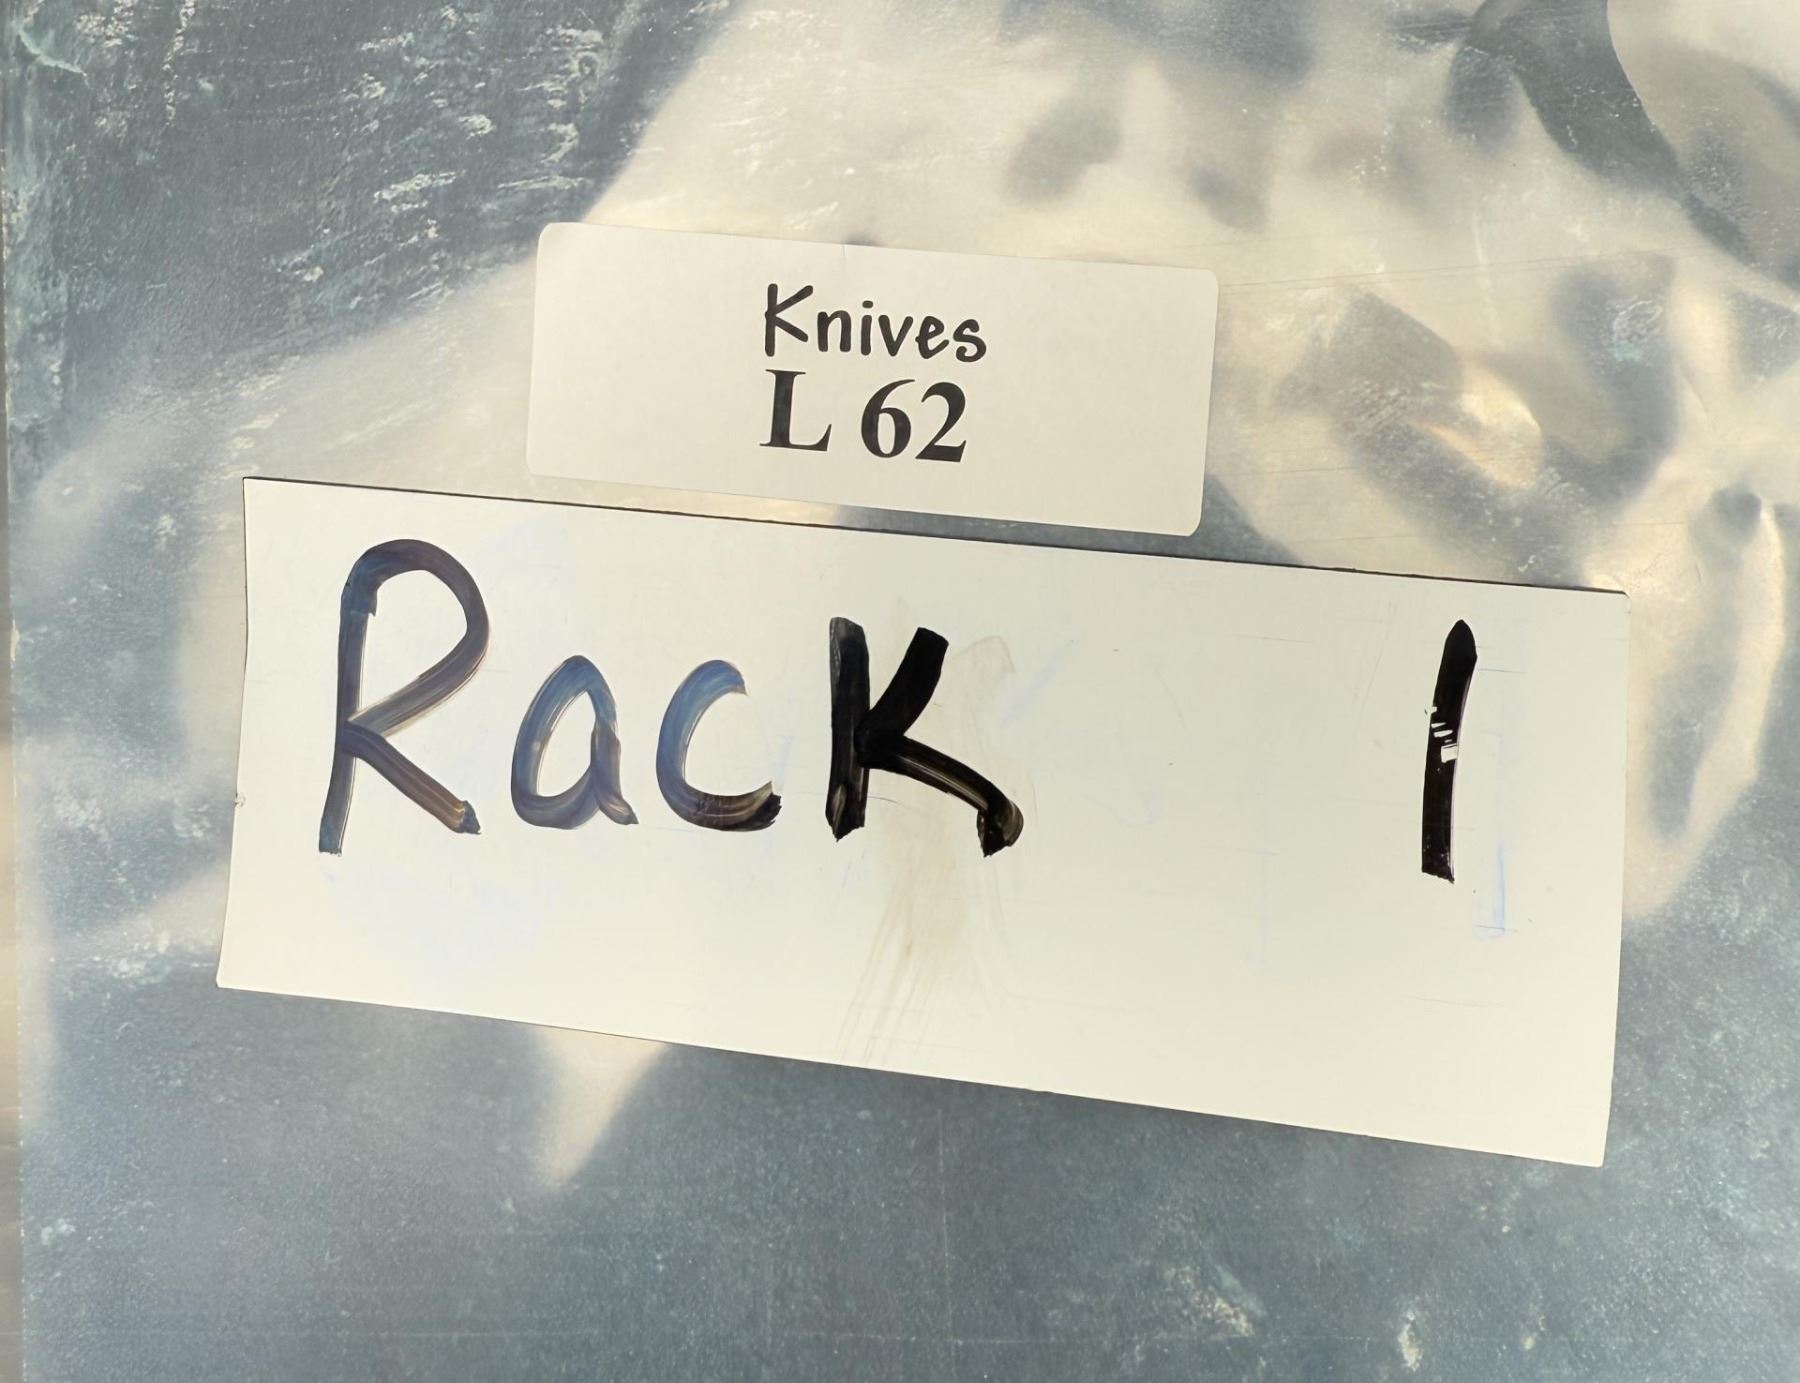 Knives
L 62
Rack 1